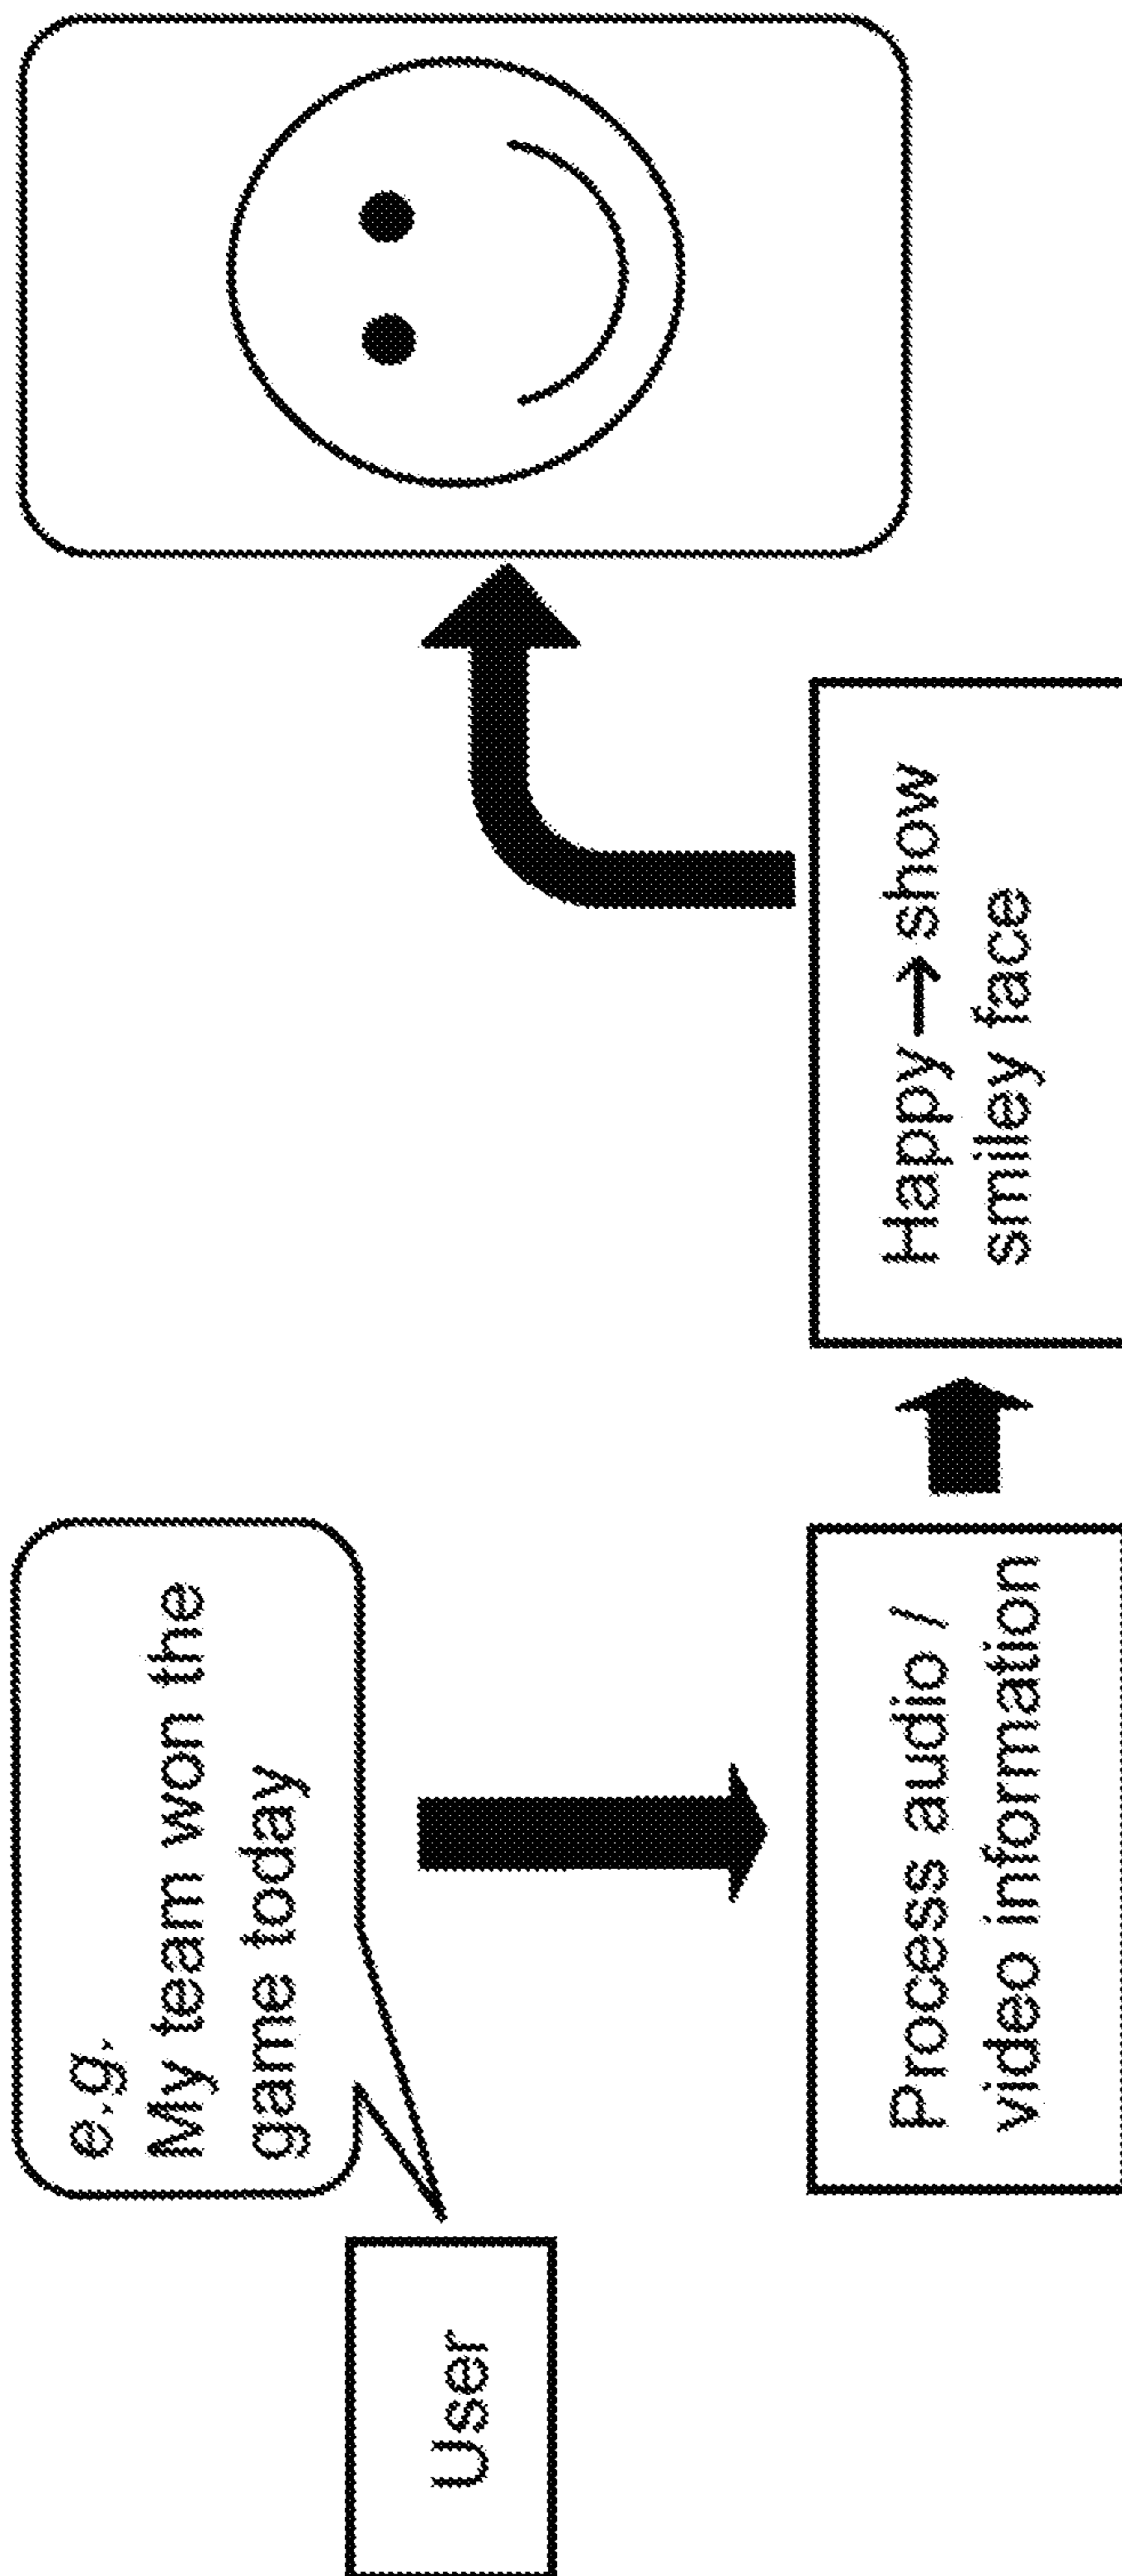 e.g.
My team won the
game today
User
Process audio /
video information
Happy → show
smiley face